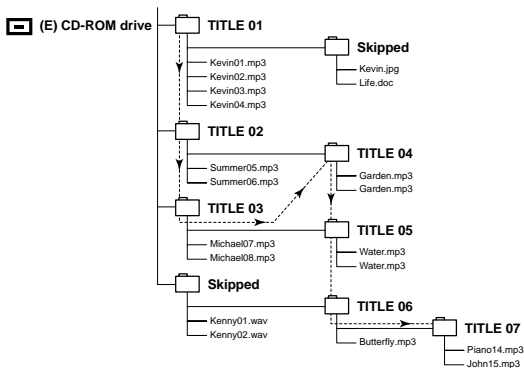 (E) CD-ROM drive
TITLE 01
Skipped
Kevin01.mp3
Kevin02.mp3
Kevin03.mp3
Kevin04.mp3
Kevin.jpg
Life.doc
TITLE 02
TITLE 04
Summer05.mp3
Summer06.mp3
Garden.mp3
Garden.mp3
TITLE 03
TITLE 05
Michael07.mp3
Michael08.mp3
Water.mp3
Water.mp3
Skipped
TITLE 06
Kenny01.wav
Kenny02.wav
Butterfly.mp3
TITLE 07
Piano14.mp3
John15.mp3